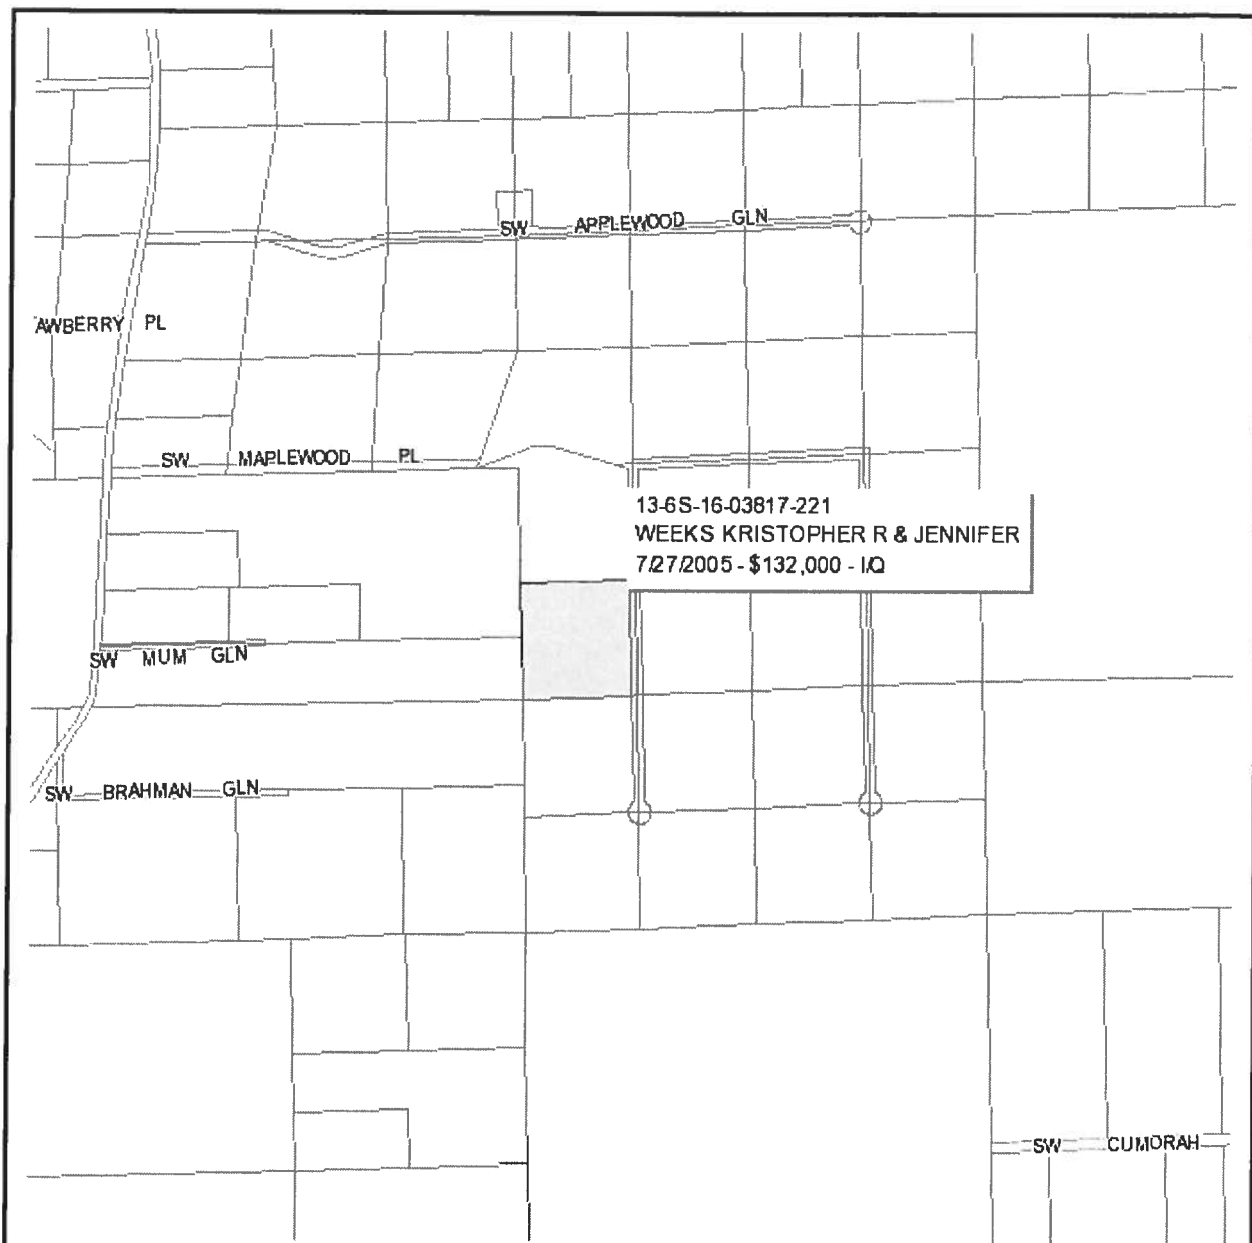 SW APPLEWOOD GLN
AWBERRY PL
SW MAPLEWOOD PL
13-6S-16-03817-221
WEEKS KRISTOPHER R & JENNIFER
7/27/2005 - $132,000 - I/Q
SW MUM GLN
SW BRAHMAN GLN
SW CUMORAH